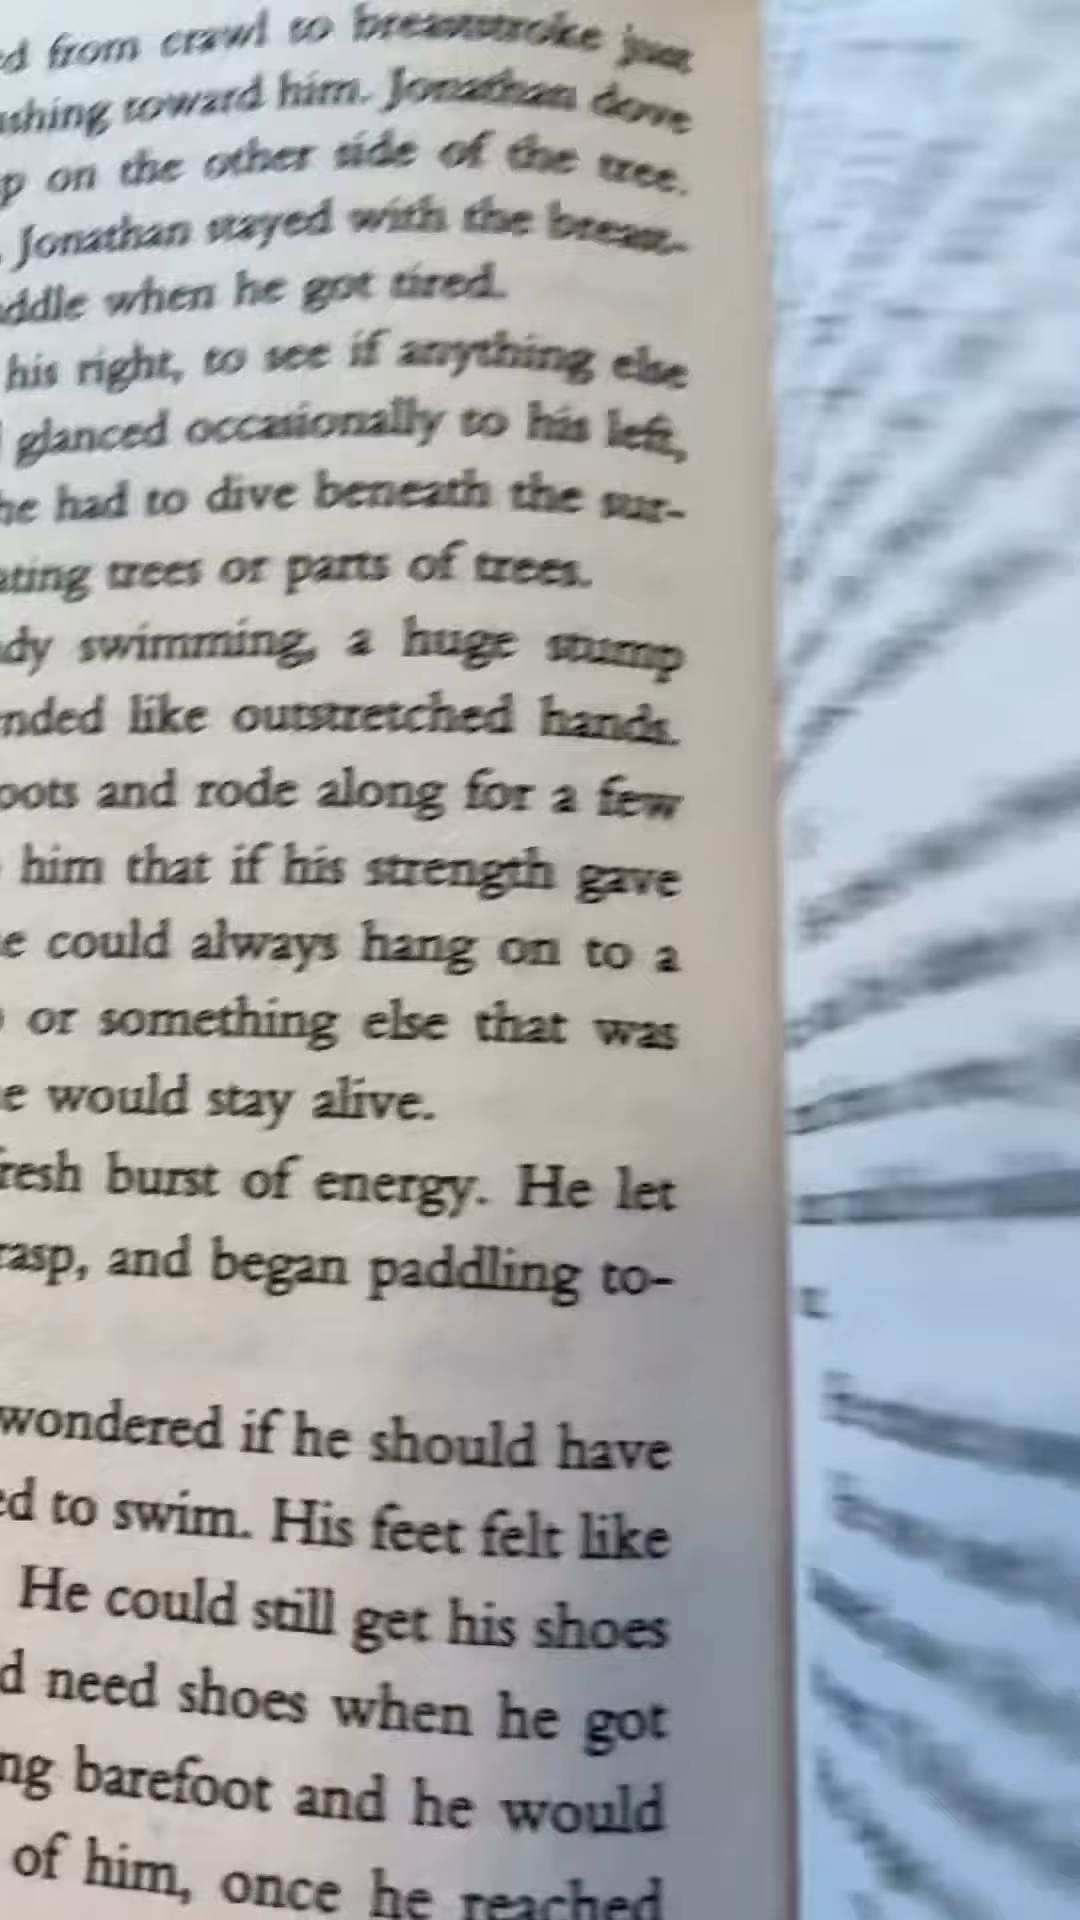 ed from crawl to breaststroke just
ushing toward him. Jonathan dove
p on the other side of the tree.
, Jonathan stayed with the breast-
addle when he got tired.
his right, to see if anything else
glanced occasionally to his left,
he had to dive beneath the sur-
ating trees or parts of trees.
ady swimming, a huge stump
nded like outstretched hands.
oots and rode along for a few
him that if his strength gave
e could always hang on to a
or something else that was
e would stay alive.
resh burst of energy. He let
rasp, and began paddling to-
wondered if he should have
ed to swim. His feet felt like
He could still get his shoes
d need shoes when he got
ng barefoot and he would
of him, once he reached